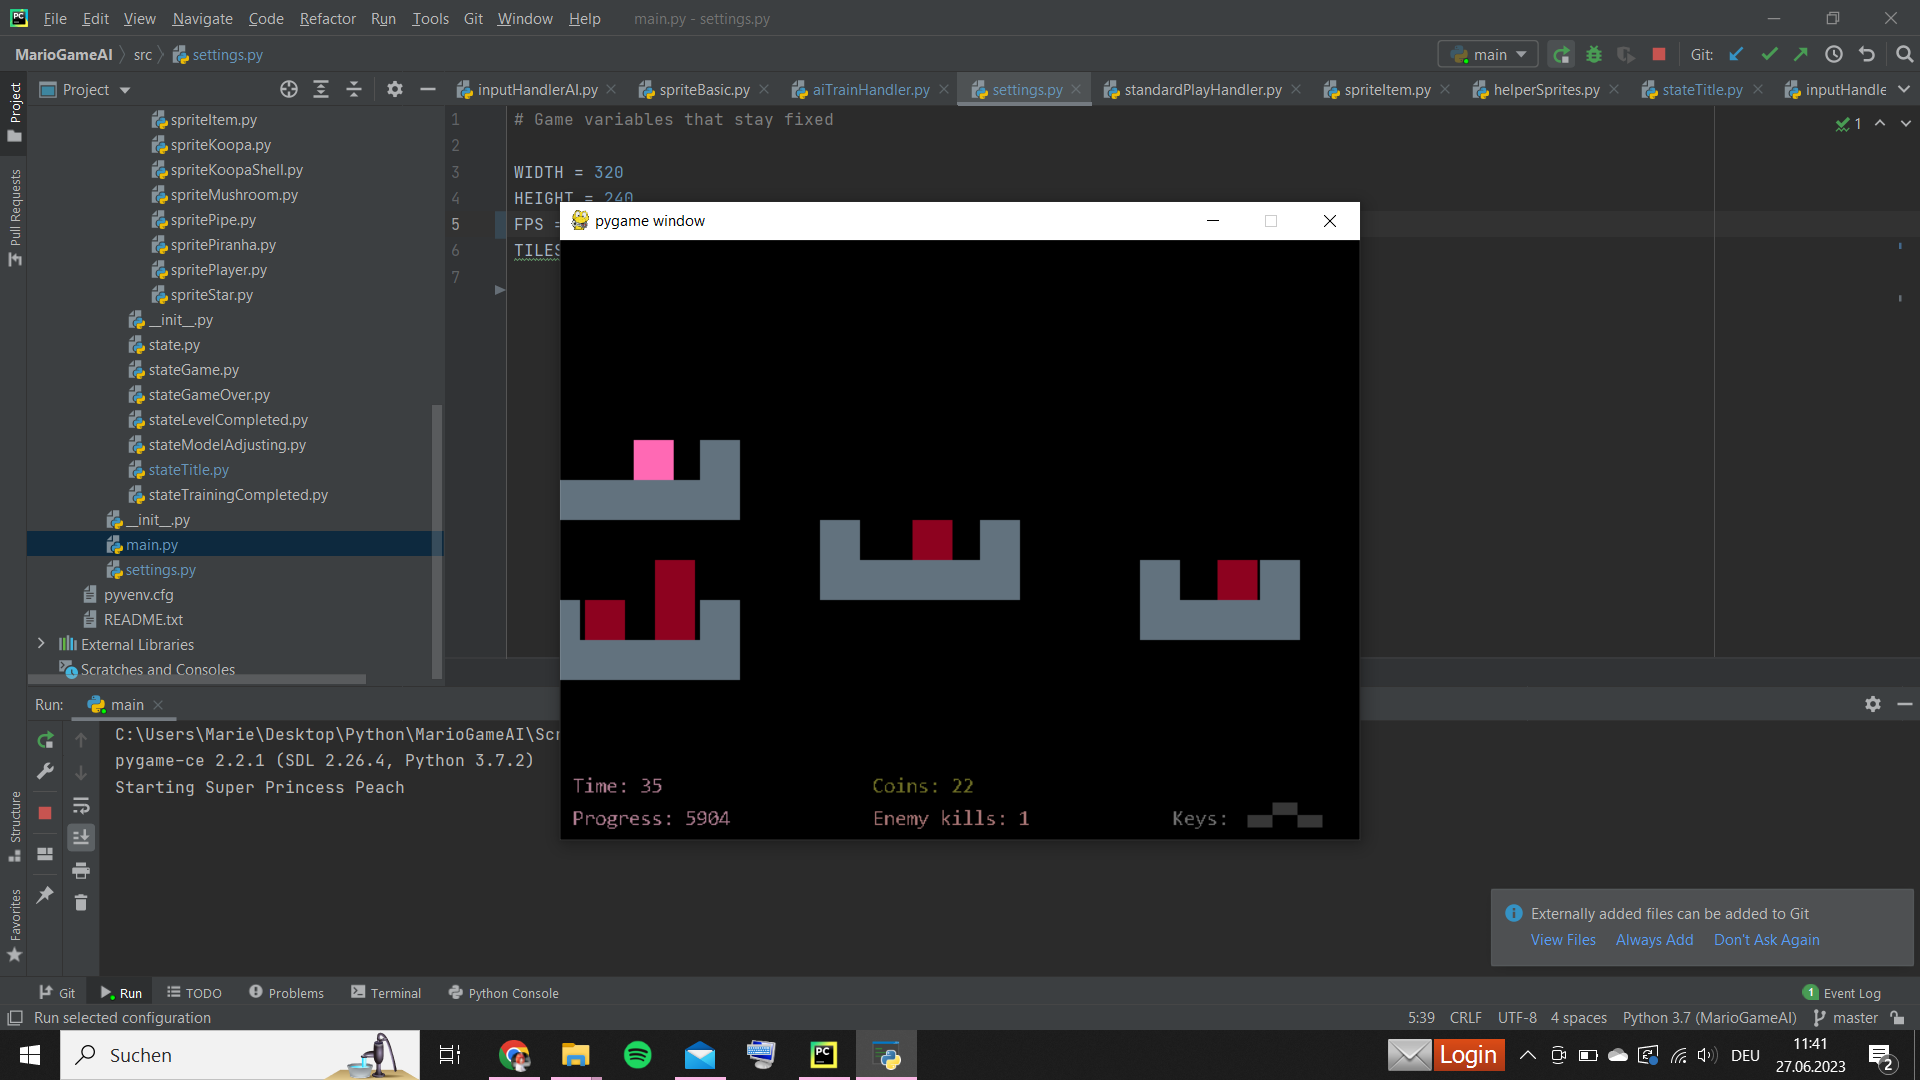 File Edit View Navigate Code Refactor Run Tools Git Window Help main.py - settings.py
MarioGameAI src settings.py main Git:
Project inputHandlerAI.py spriteBasic.py aiTrainHandler.py settings.py standardPlayHandler.py spriteItem.py helperSprites.py stateTitle.py inputHandle
Project
Pull Requests
Structure
Favorites
spriteItem.py
spriteKoopa.py
spriteKoopaShell.py
spriteMushroom.py
spritePipe.py
spritePiranha.py
spritePlayer.py
spriteStar.py
__init__.py
state.py
stateGame.py
stateGameOver.py
stateLevelCompleted.py
stateModelAdjusting.py
stateTitle.py
stateTrainingCompleted.py
__init__.py
main.py
settings.py
pyvenv.cfg
README.txt
External Libraries
Scratches and Consoles
1 # Game variables that stay fixed
2
3 WIDTH = 320
4 HEIGHT = 240
5 FPS =
6 TILES
7
1
pygame window
Time: 35 Coins: 22
Progress: 5904 Enemy kills: 1 Keys:
Run: main
C:\Users\Marie\Desktop\Python\MarioGameAI\Scr
pygame-ce 2.2.1 (SDL 2.26.4, Python 3.7.2)
Starting Super Princess Peach
Externally added files can be added to Git
View Files Always Add Don't Ask Again
Git Run TODO Problems Terminal Python Console 1 Event Log
Run selected configuration 5:39 CRLF UTF-8 4 spaces Python 3.7 (MarioGameAI) master
Suchen Login DEU 11:41
27.06.2023 2